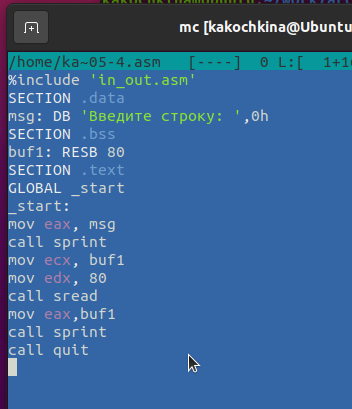 mc [kakochkina@Ubuntu
/home/ka~05-4.asm [----] 0 L:[ 1+1
%include 'in_out.asm'
SECTION .data
msg: DB 'Введите строку: ',0h
SECTION .bss
buf1: RESB 80
SECTION .text
GLOBAL _start
_start:
mov eax, msg
call sprint
mov ecx, buf1
mov edx, 80
call sread
mov eax,buf1
call sprint
call quit